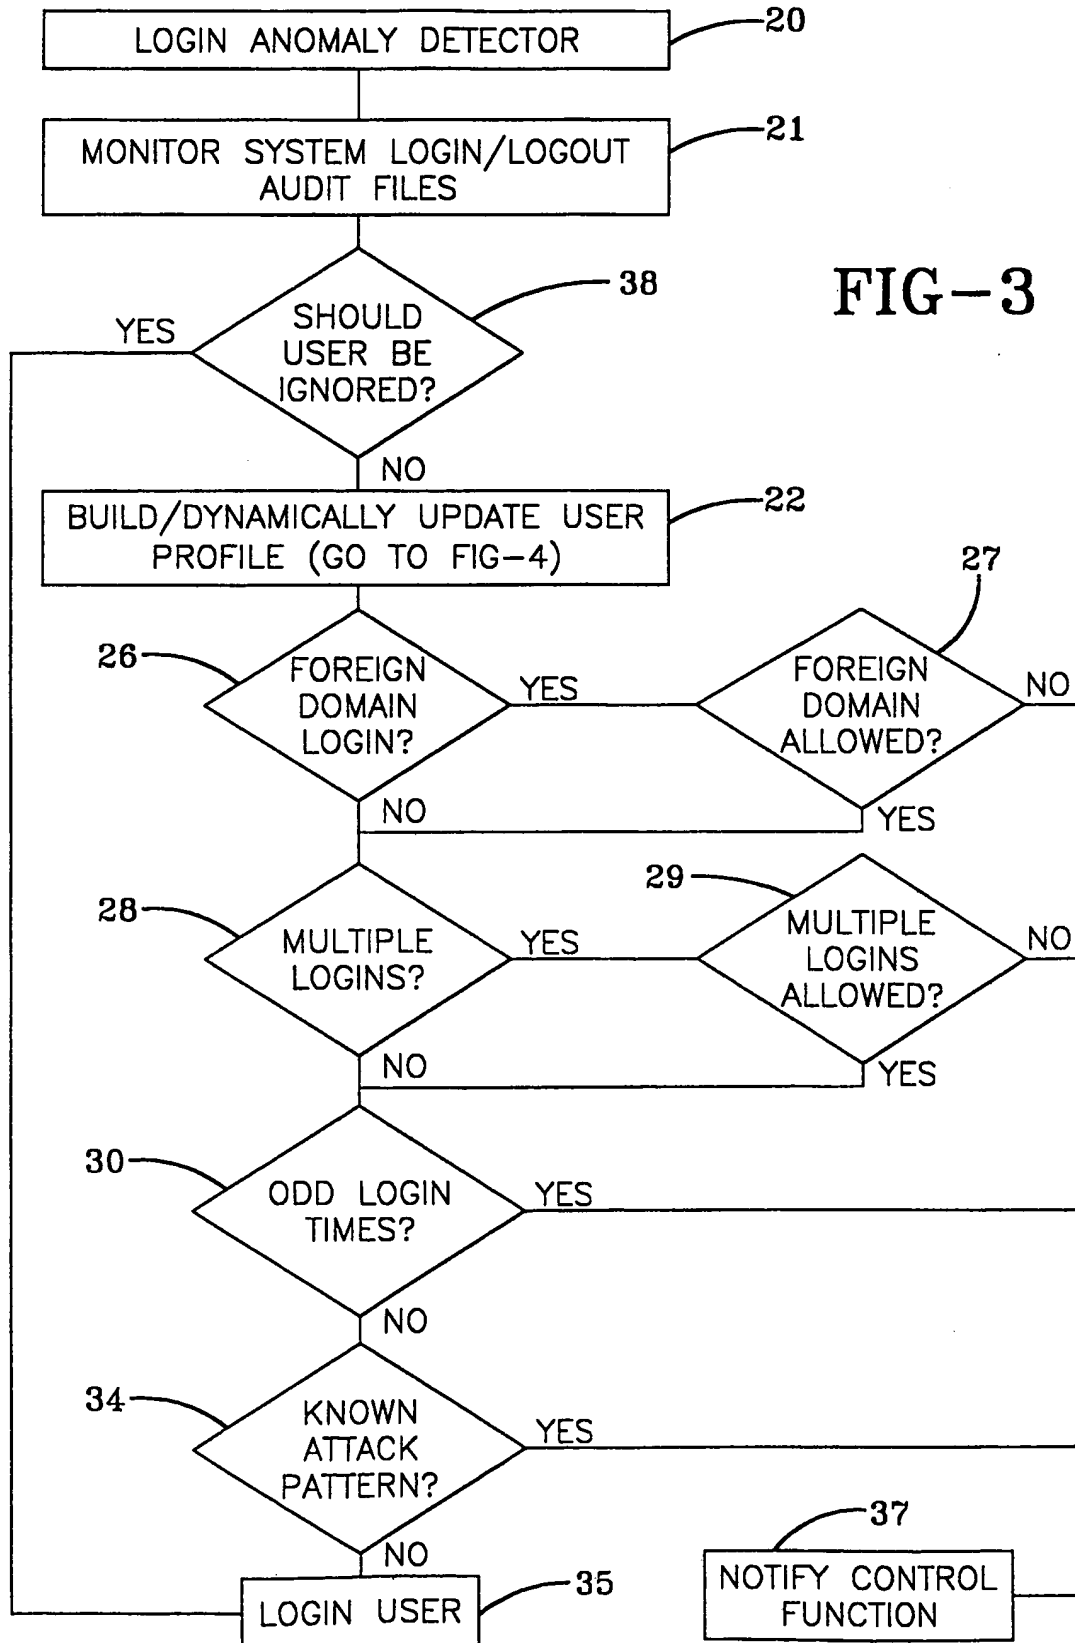 LOGIN ANOMALY DETECTOR
20
MONITOR SYSTEM LOGIN/LOGOUT
AUDIT FILES
21
FIG-3
38
SHOULD
USER BE
IGNORED?
YES
NO
BUILD/DYNAMICALLY UPDATE USER
PROFILE (GO TO FIG-4)
22
26
FOREIGN
DOMAIN
LOGIN?
YES
NO
27
FOREIGN
DOMAIN
ALLOWED?
NO
YES
28
MULTIPLE
LOGINS?
YES
NO
29
MULTIPLE
LOGINS
ALLOWED?
NO
YES
30
ODD LOGIN
TIMES?
YES
NO
34
KNOWN
ATTACK
PATTERN?
YES
NO
LOGIN USER
35
37
NOTIFY CONTROL
FUNCTION